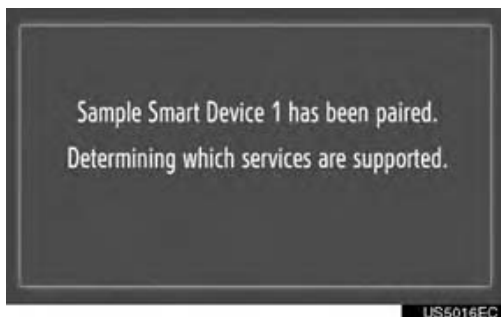 Sample Smart Device 1 has been paired.
Determining which services are supported.
US5016EC